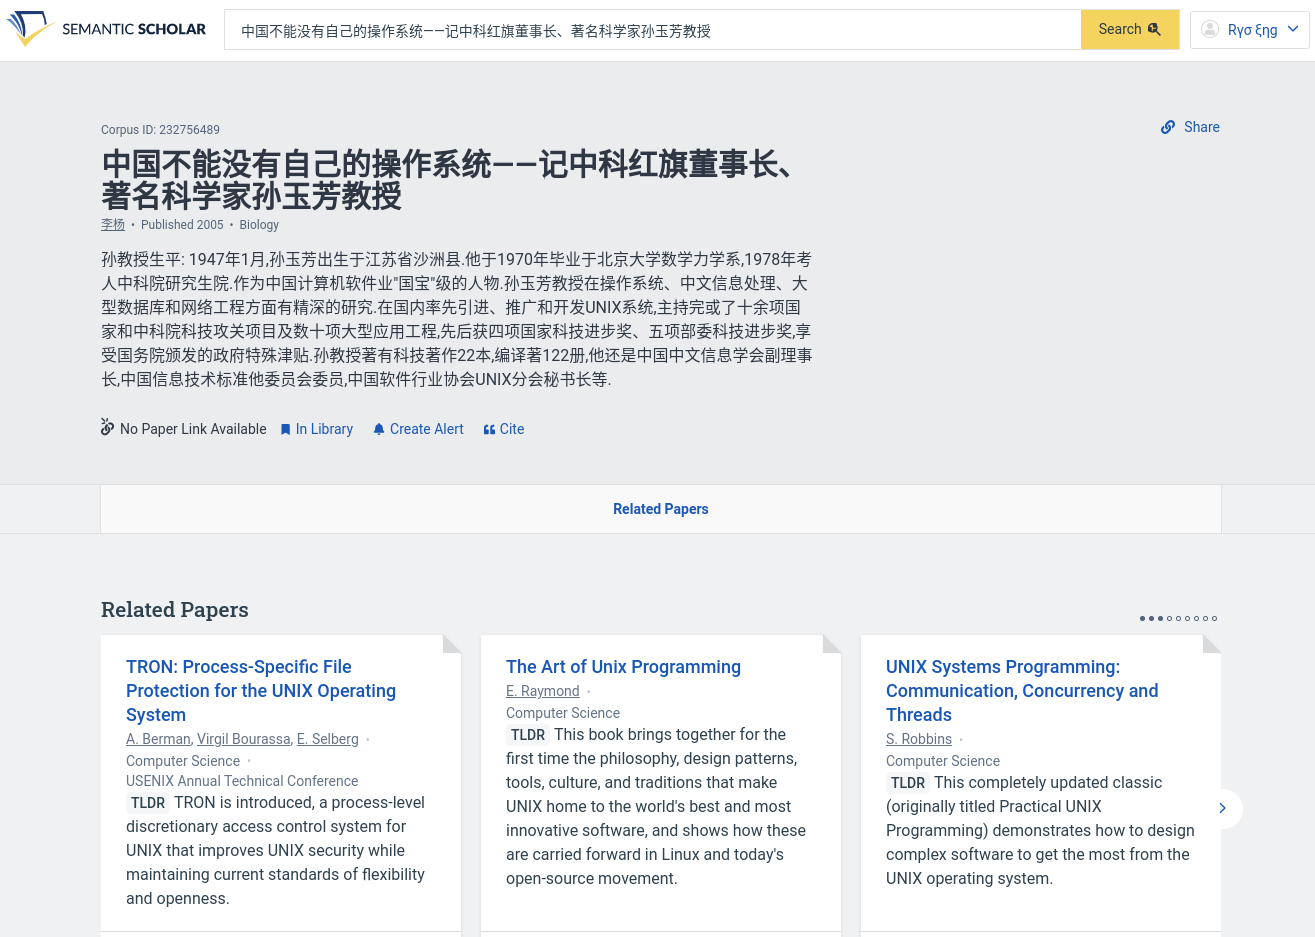 SEMANTIC SCHOLAR
中国不能没有自己的操作系统——记中科红旗董事长、著名科学家孙玉芳教授
Search
Rγσ ξηg
Corpus ID: 232756489
Share
中国不能没有自己的操作系统——记中科红旗董事长、
著名科学家孙玉芳教授
李杨 • Published 2005 • Biology
孙教授生平: 1947年1月,孙玉芳出生于江苏省沙洲县.他于1970年毕业于北京大学数学力学系,1978年考
人中科院研究生院.作为中国计算机软件业"国宝"级的人物.孙玉芳教授在操作系统、中文信息处理、大
型数据库和网络工程方面有精深的研究.在国内率先引进、推广和开发UNIX系统,主持完或了十余项国
家和中科院科技攻关项目及数十项大型应用工程,先后获四项国家科技进步奖、五项部委科技进步奖,享
受国务院颁发的政府特殊津贴.孙教授著有科技著作22本,编译著122册,他还是中国中文信息学会副理事
长,中国信息技术标准他委员会委员,中国软件行业协会UNIX分会秘书长等.
No Paper Link Available In Library Create Alert Cite
Related Papers
Related Papers
TRON: Process-Specific File
Protection for the UNIX Operating
System
A. Berman, Virgil Bourassa, E. Selberg •
Computer Science •
USENIX Annual Technical Conference
TLDR TRON is introduced, a process-level
discretionary access control system for
UNIX that improves UNIX security while
maintaining current standards of flexibility
and openness.
The Art of Unix Programming
E. Raymond •
Computer Science
TLDR This book brings together for the
first time the philosophy, design patterns,
tools, culture, and traditions that make
UNIX home to the world's best and most
innovative software, and shows how these
are carried forward in Linux and today's
open-source movement.
UNIX Systems Programming:
Communication, Concurrency and
Threads
S. Robbins •
Computer Science
TLDR This completely updated classic
(originally titled Practical UNIX
Programming) demonstrates how to design
complex software to get the most from the
UNIX operating system.